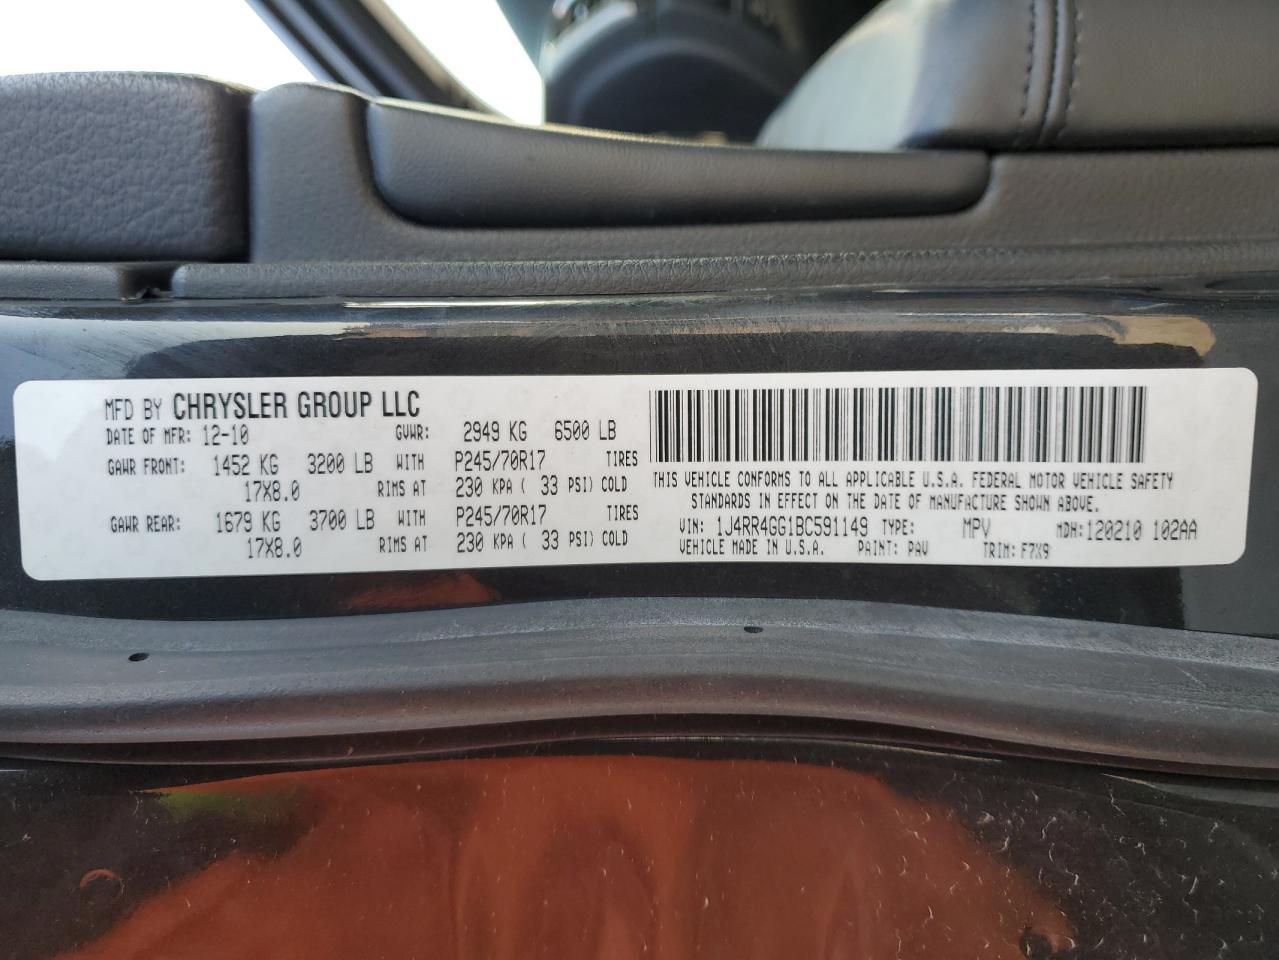 MFD BY CHRYSLER GROUP LLC
DATE OF MFR: 12-10 GVWR: 2949 KG 6500 LB
GAWR FRONT: 1452 KG 3200 LB WITH P245/70R17 TIRES
17X8.0 RIMS AT 230 KPA ( 33 PSI) COLD
GAWR REAR: 1679 KG 3700 LB WITH P245/70R17 TIRES
17X8.0 RIMS AT 230 KPA ( 33 PSI) COLD
THIS VEHICLE CONFORMS TO ALL APPLICABLE U.S.A. FEDERAL MOTOR VEHICLE SAFETY
STANDARDS IN EFFECT ON THE DATE OF MANUFACTURE SHOWN ABOVE.
VIN: 1J4RR4GG1BC591149 TYPE: MPV MDH:120210 102AA
VEHICLE MADE IN U.S.A. PAINT: PAV TRIM: F7X9